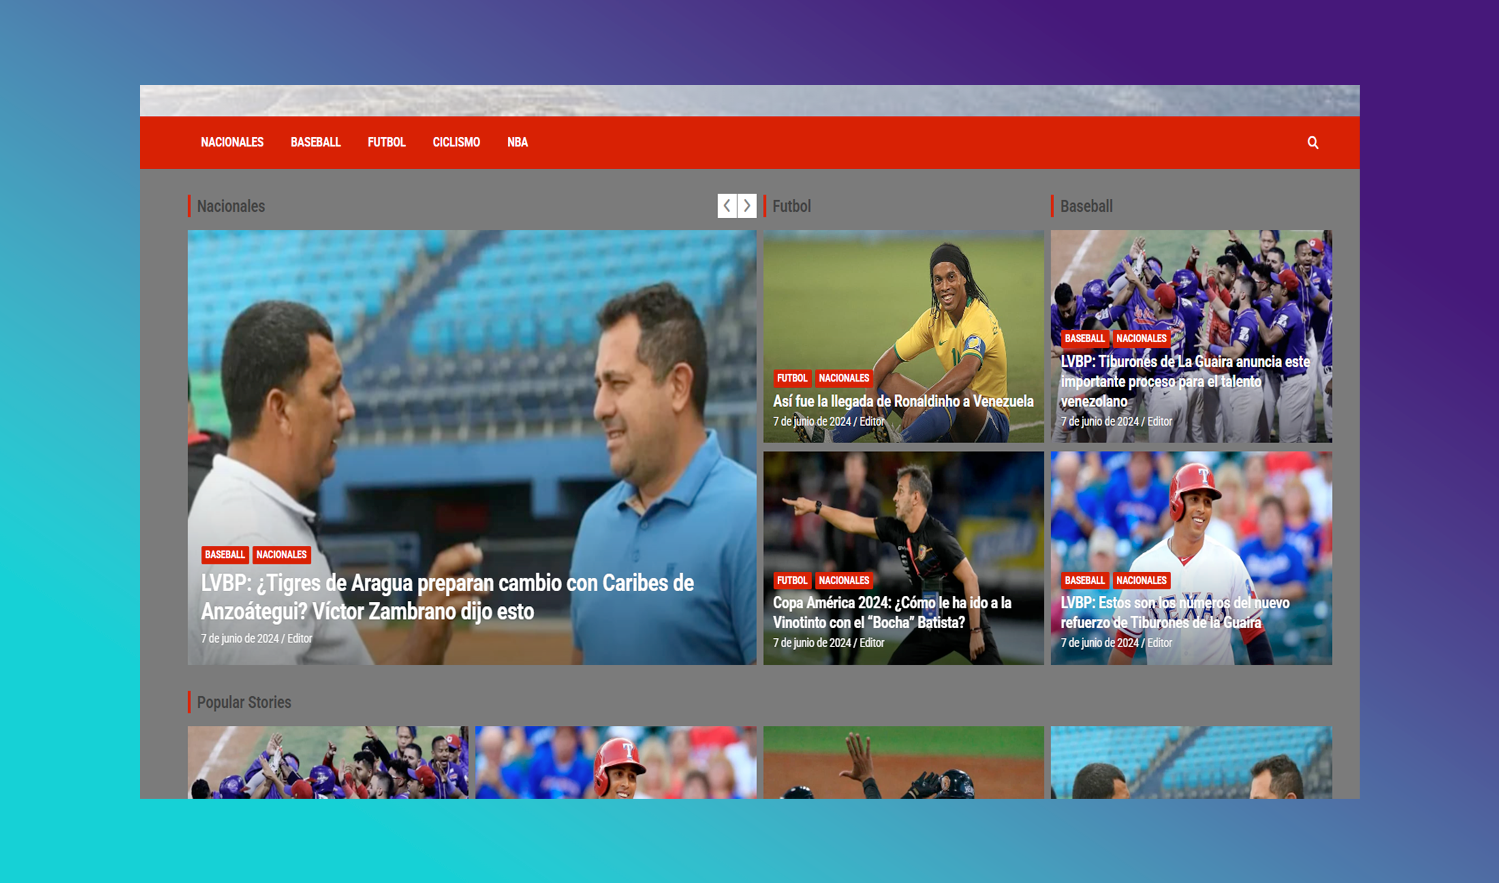 NACIONALES BASEBALL FUTBOL CICLISMO NBA
Nacionales
BASEBALL NACIONALES
LVBP: ¿Tigres de Aragua preparan cambio con Caribes de
Anzoátegui? Víctor Zambrano dijo esto
7 de junio de 2024 / Editor
Futbol
FUTBOL NACIONALES
Así fue la llegada de Ronaldinho a Venezuela
7 de junio de 2024 / Editor
FUTBOL NACIONALES
Copa América 2024: ¿Cómo le ha ido a la
Vinotinto con el “Bocha” Batista?
7 de junio de 2024 / Editor
Baseball
BASEBALL NACIONALES
LVBP: Tiburones de La Guaira anuncia este
importante proceso para el talento
venezolano
7 de junio de 2024 / Editor
T
BASEBALL NACIONALES
LVBP: Estos son los números del nuevo
refuerzo de Tiburones de la Guaira
TEXAS
7 de junio de 2024 / Editor
Popular Stories
T